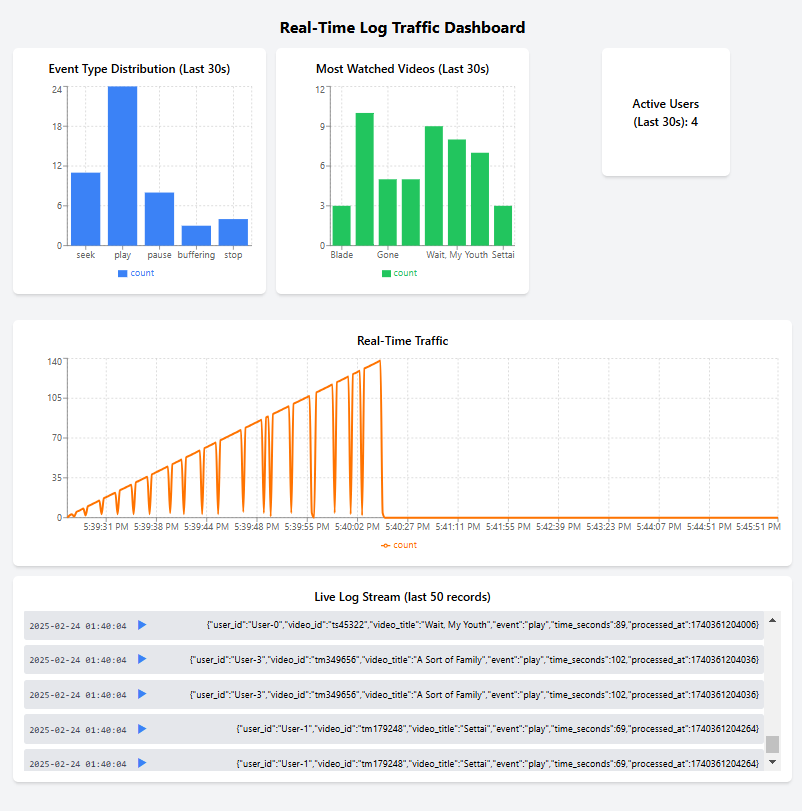 Real-Time Log Traffic Dashboard
Event Type Distribution (Last 30s)
24
18
12
6
0
seek play pause buffering stop
count
Most Watched Videos (Last 30s)
12
9
6
3
0
Blade Gone Wait, My Youth Settai
count
Active Users
(Last 30s): 4
Real-Time Traffic
140
105
70
35
0
5:39:31 PM 5:39:38 PM 5:39:44 PM 5:39:48 PM 5:39:55 PM 5:40:02 PM 5:40:27 PM 5:41:11 PM 5:41:55 PM 5:42:39 PM 5:43:23 PM 5:44:07 PM 5:44:51 PM 5:45:51 PM
count
Live Log Stream (last 50 records)
2025-02-24 01:40:04 {"user_id":"User-0","video_id":"ts45322","video_title":"Wait, My Youth","event":"play","time_seconds":89,"processed_at":1740361204006}
2025-02-24 01:40:04 {"user_id":"User-3","video_id":"tm349656","video_title":"A Sort of Family","event":"play","time_seconds":102,"processed_at":1740361204036}
2025-02-24 01:40:04 {"user_id":"User-3","video_id":"tm349656","video_title":"A Sort of Family","event":"play","time_seconds":102,"processed_at":1740361204036}
2025-02-24 01:40:04 {"user_id":"User-1","video_id":"tm179248","video_title":"Settai","event":"play","time_seconds":69,"processed_at":1740361204264}
2025-02-24 01:40:04 {"user_id":"User-1","video_id":"tm179248","video_title":"Settai","event":"play","time_seconds":69,"processed_at":1740361204264}